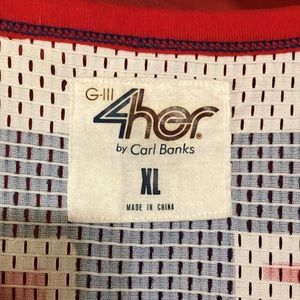 G-III
4her®
by Carl Banks
XL
MADE IN CHINA